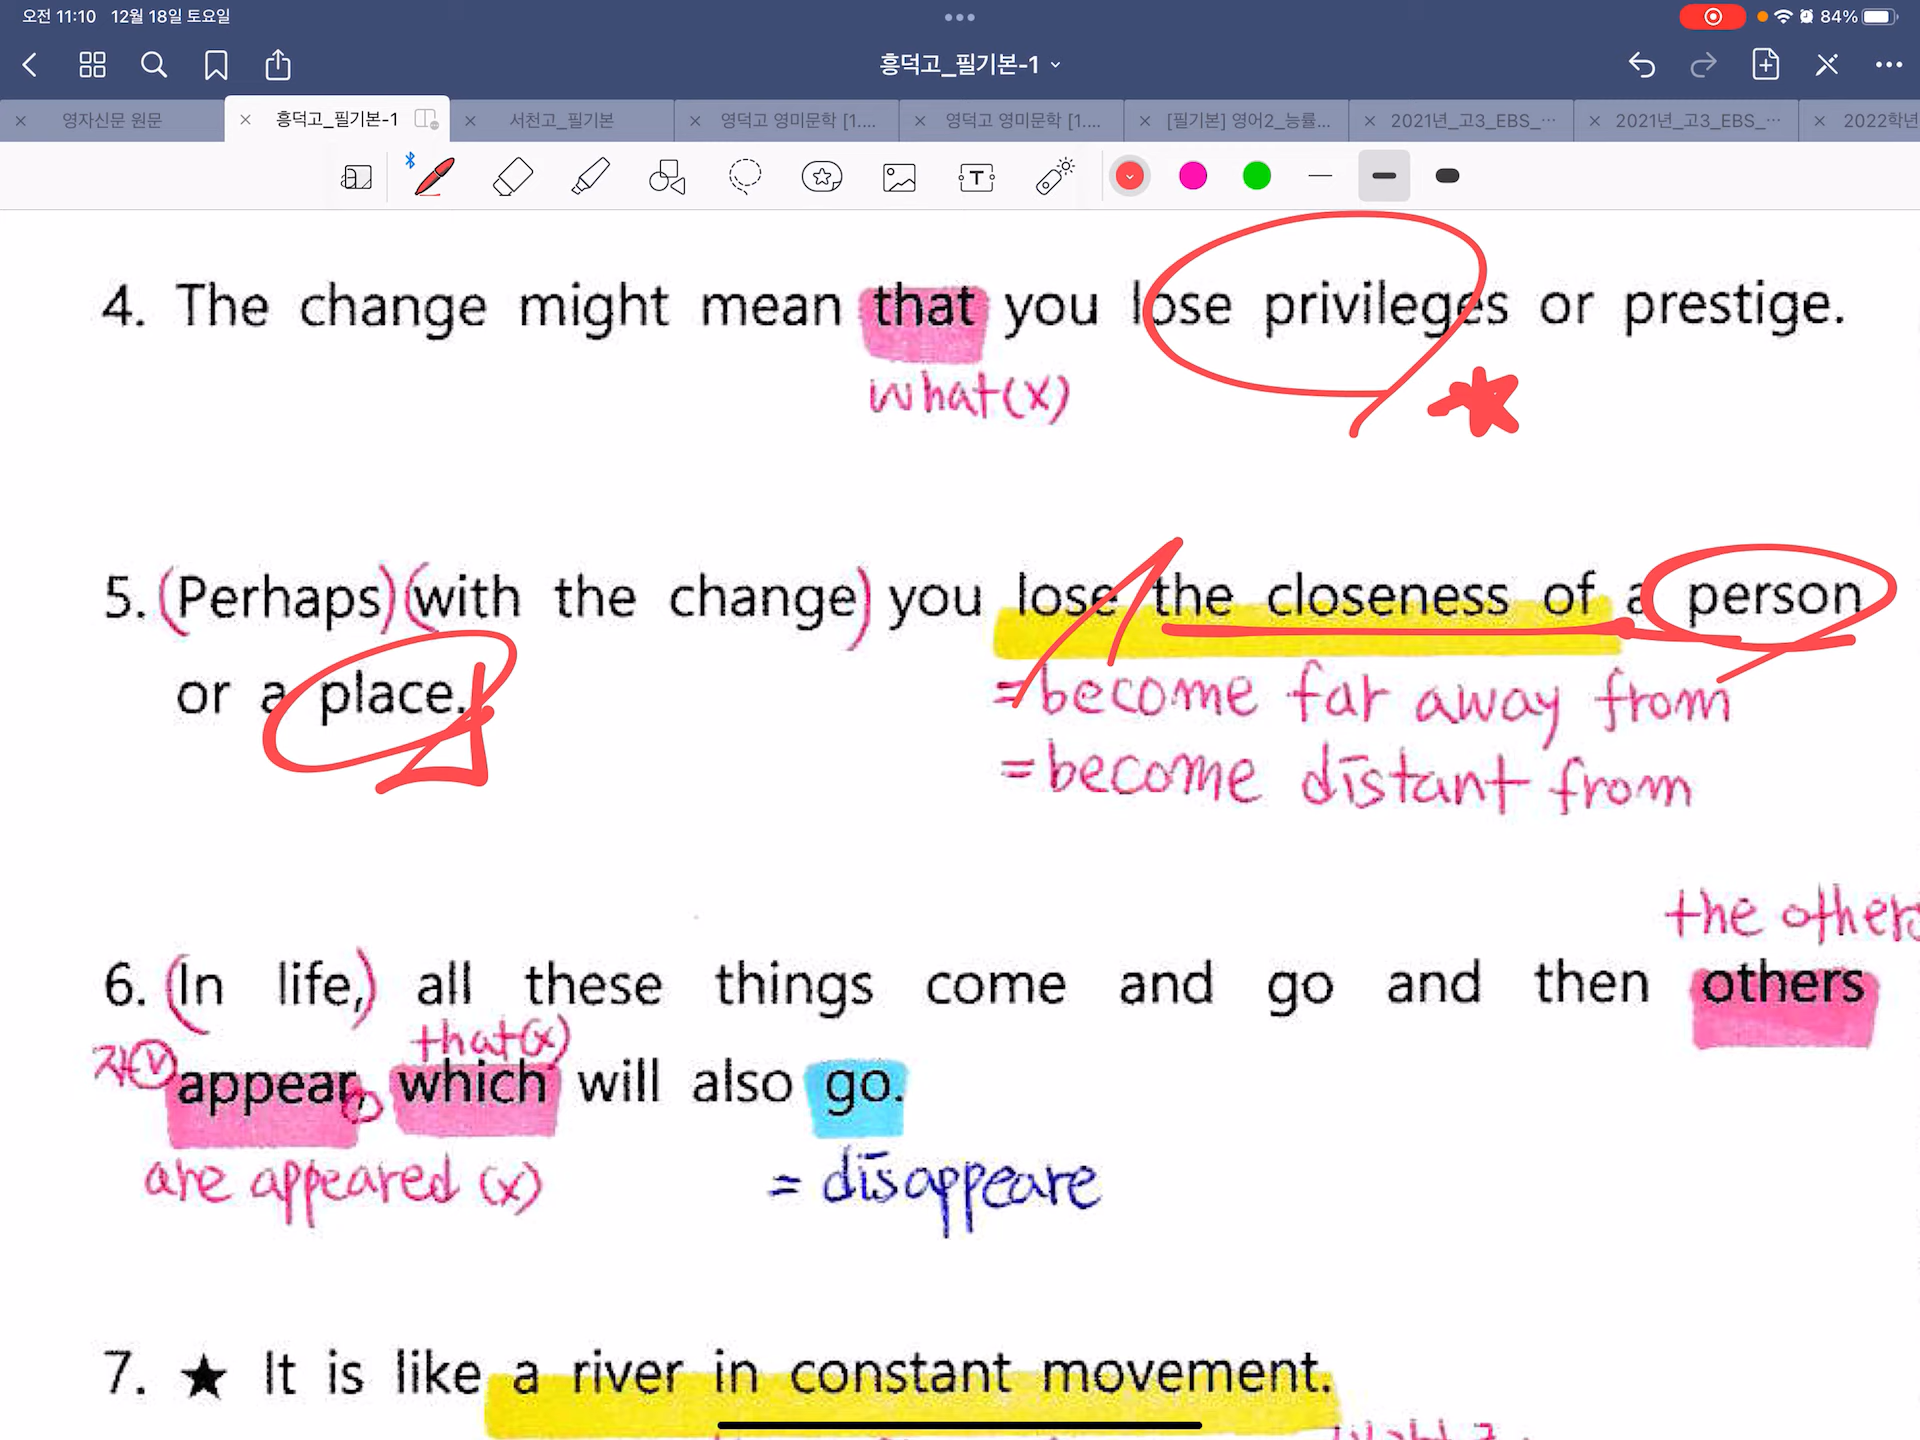 오전 11:10 12월 18일 토요일
84%
흥덕고_필기본-1
영자신문 원문
흥덕고_필기본-1
서천고_필기본
영덕고 영미문학 [1....
영덕고 영미문학 [1....
[필기본] 영어2_능률...
2021년_고3_EBS_...
2021년_고3_EBS_...
2022학년
4. The change might mean that you lose privileges or prestige.
what(x)
5. (Perhaps) (with the change) you lose the closeness of a person
or a place.
=become far away from
=become distant from
the others
6. (In life,) all these things come and go and then others
that(x)
자ⓥ appear, which will also go.
are appeared (x)
= disappeare
7. ★ It is like a river in constant movement.